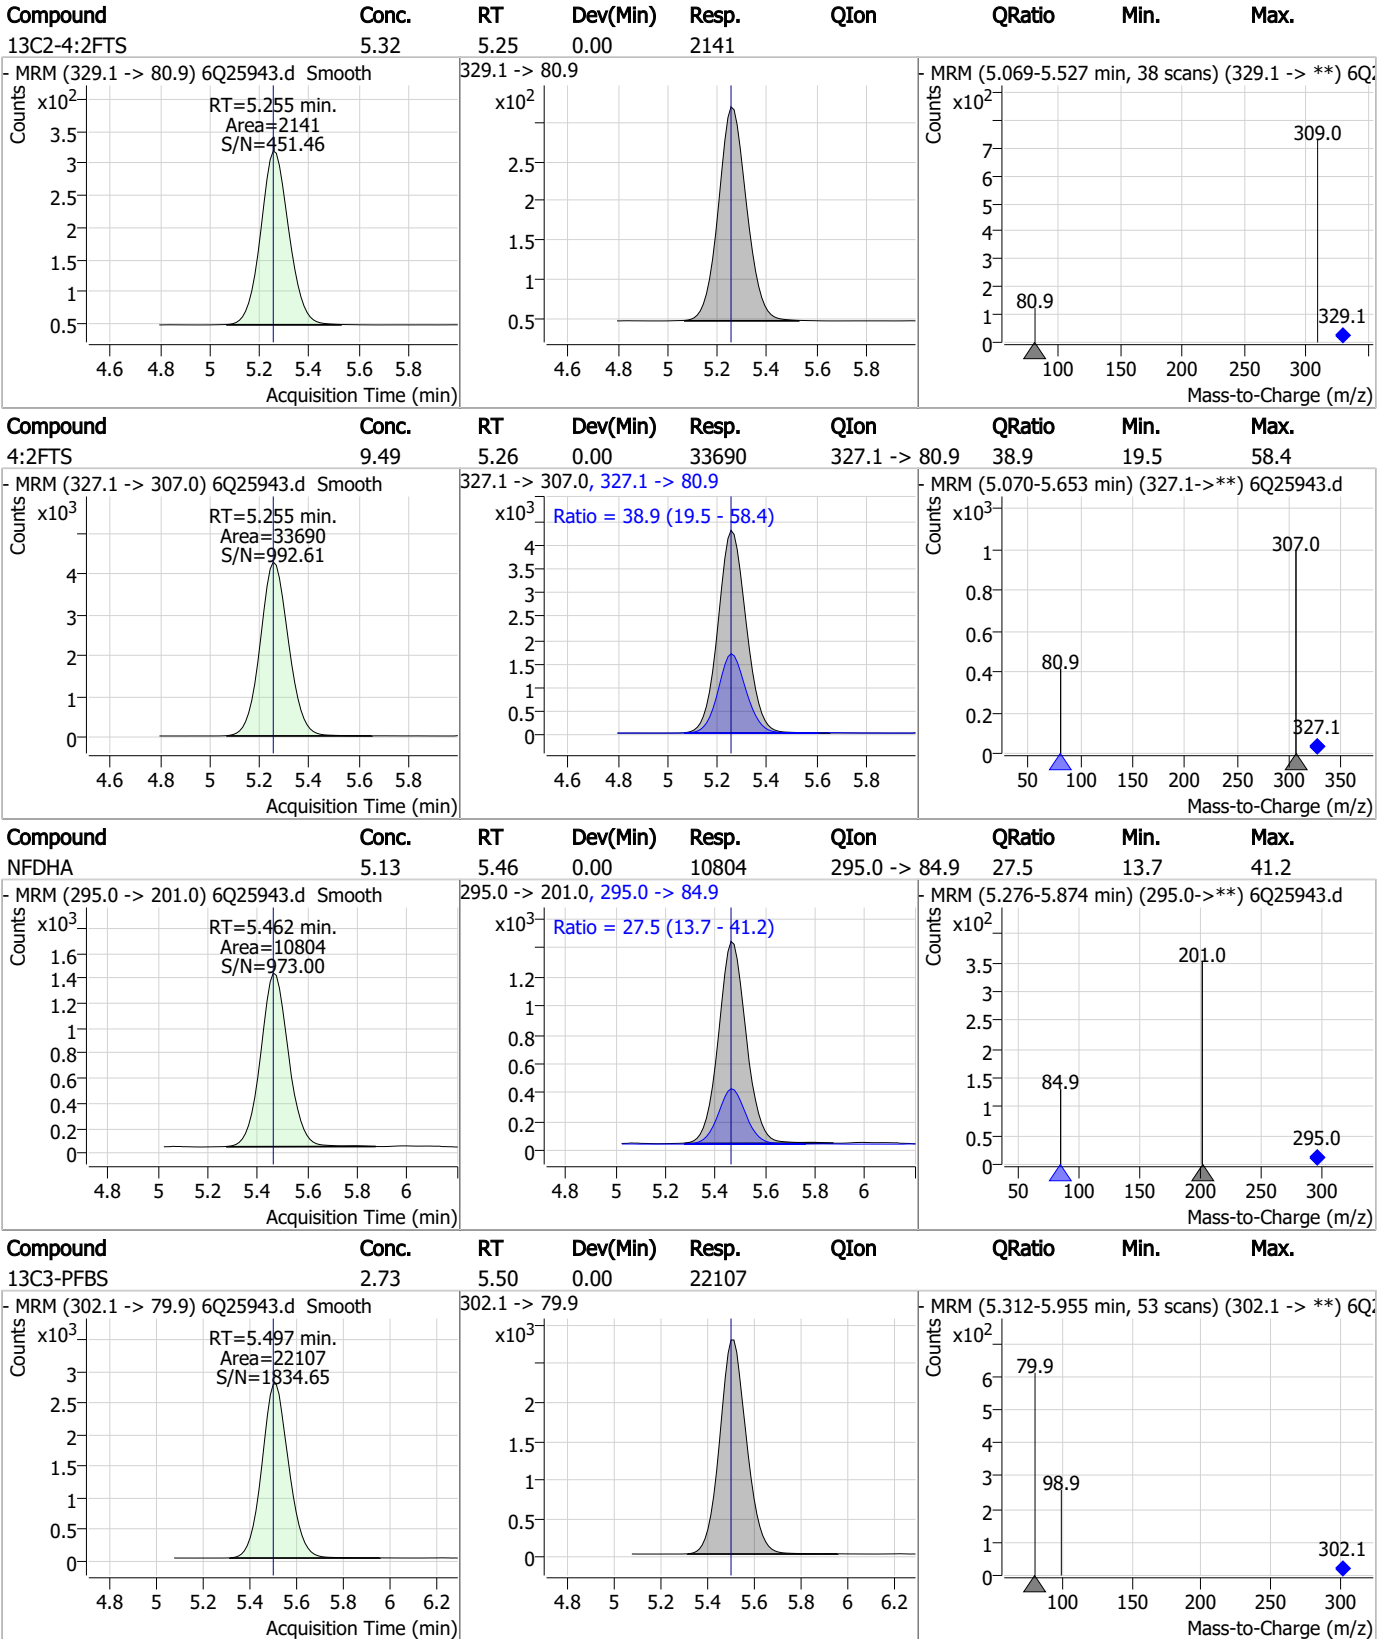 Compound Conc. RT Dev(Min) Resp. QIon QRatio Min. Max.
13C2-4:2FTS 5.32 5.25 0.00 2141
- MRM (329.1 -> 80.9) 6Q25943.d Smooth
Counts
x10²
RT=5.255 min.
Area=2141
S/N=451.46
3.5
3
2.5
2
1.5
1
0.5
4.6 4.8 5 5.2 5.4 5.6 5.8
Acquisition Time (min)
329.1 -> 80.9
x10²
2.5
2
1.5
1
0.5
4.6 4.8 5 5.2 5.4 5.6 5.8
- MRM (5.069-5.527 min, 38 scans) (329.1 -> **) 6Q2
Counts
x10²
7
6
5
4
3
2
1
0
309.0
80.9
329.1
100 150 200 250 300
Mass-to-Charge (m/z)
Compound Conc. RT Dev(Min) Resp. QIon QRatio Min. Max.
4:2FTS 9.49 5.26 0.00 33690 327.1 -> 80.9 38.9 19.5 58.4
- MRM (327.1 -> 307.0) 6Q25943.d Smooth
Counts
x10³
RT=5.255 min.
Area=33690
S/N=992.61
4
3
2
1
0
4.6 4.8 5 5.2 5.4 5.6 5.8
Acquisition Time (min)
327.1 -> 307.0, 327.1 -> 80.9
x10³
Ratio = 38.9 (19.5 - 58.4)
4
3.5
3
2.5
2
1.5
1
0.5
0
4.6 4.8 5 5.2 5.4 5.6 5.8
- MRM (5.070-5.653 min) (327.1->**) 6Q25943.d
Counts
x10³
1
0.8
0.6
0.4
0.2
0
307.0
80.9
327.1
50 100 150 200 250 300 350
Mass-to-Charge (m/z)
Compound Conc. RT Dev(Min) Resp. QIon QRatio Min. Max.
NFDHA 5.13 5.46 0.00 10804 295.0 -> 84.9 27.5 13.7 41.2
- MRM (295.0 -> 201.0) 6Q25943.d Smooth
Counts
x10³
RT=5.462 min.
Area=10804
S/N=973.00
1.6
1.4
1.2
1
0.8
0.6
0.4
0.2
0
4.8 5 5.2 5.4 5.6 5.8 6
Acquisition Time (min)
295.0 -> 201.0, 295.0 -> 84.9
x10³
Ratio = 27.5 (13.7 - 41.2)
1.2
1
0.8
0.6
0.4
0.2
0
4.8 5 5.2 5.4 5.6 5.8 6
- MRM (5.276-5.874 min) (295.0->**) 6Q25943.d
Counts
x10²
3.5
3
2.5
2
1.5
1
0.5
0
201.0
84.9
295.0
50 100 150 200 250 300
Mass-to-Charge (m/z)
Compound Conc. RT Dev(Min) Resp. QIon QRatio Min. Max.
13C3-PFBS 2.73 5.50 0.00 22107
- MRM (302.1 -> 79.9) 6Q25943.d Smooth
Counts
x10³
RT=5.497 min.
Area=22107
S/N=1834.65
3
2.5
2
1.5
1
0.5
0
4.8 5 5.2 5.4 5.6 5.8 6 6.2
Acquisition Time (min)
302.1 -> 79.9
x10³
2
1.5
1
0.5
0
4.8 5 5.2 5.4 5.6 5.8 6 6.2
- MRM (5.312-5.955 min, 53 scans) (302.1 -> **) 6Q2
Counts
x10²
6
5
4
3
2
1
0
79.9
98.9
302.1
100 150 200 250 300
Mass-to-Charge (m/z)